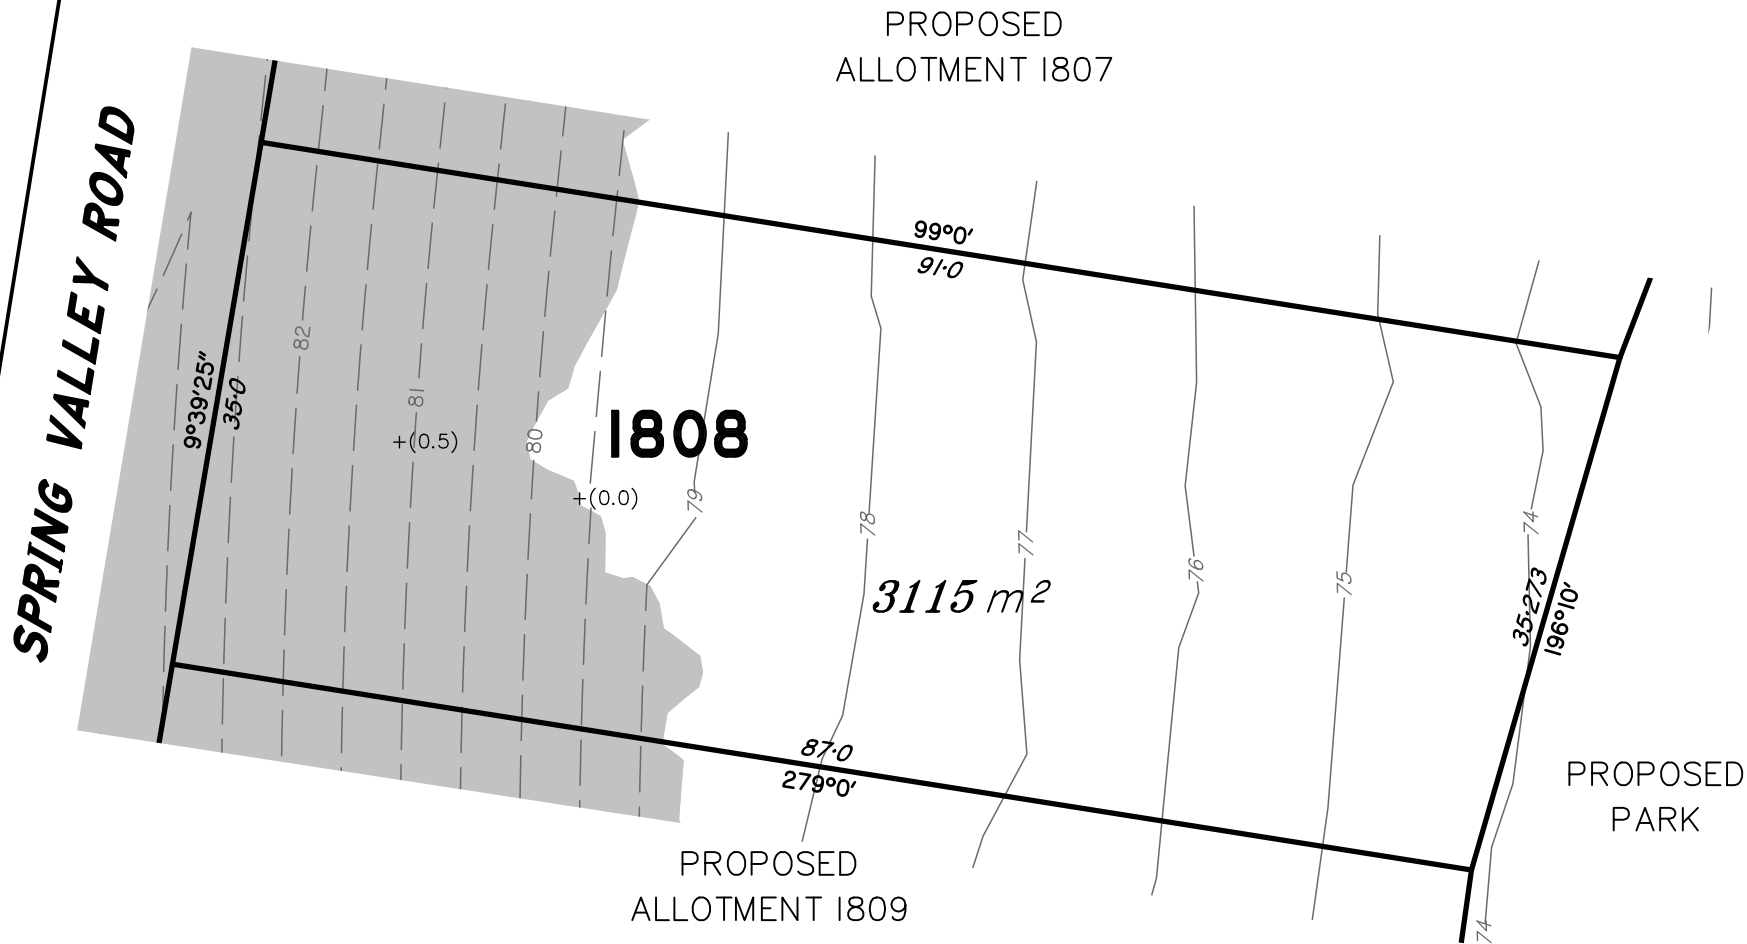 PROPOSED
ALLOTMENT 1807
SPRING VALLEY ROAD
99°0′
91·0
82
9°39′25″
35·0
81
+(0.5)
80
1808
+(0.0)
79
78
77
76
75
74
3115 m²
35·273
196°10′
87·0
279°0′
PROPOSED
PARK
PROPOSED
ALLOTMENT 1809
74